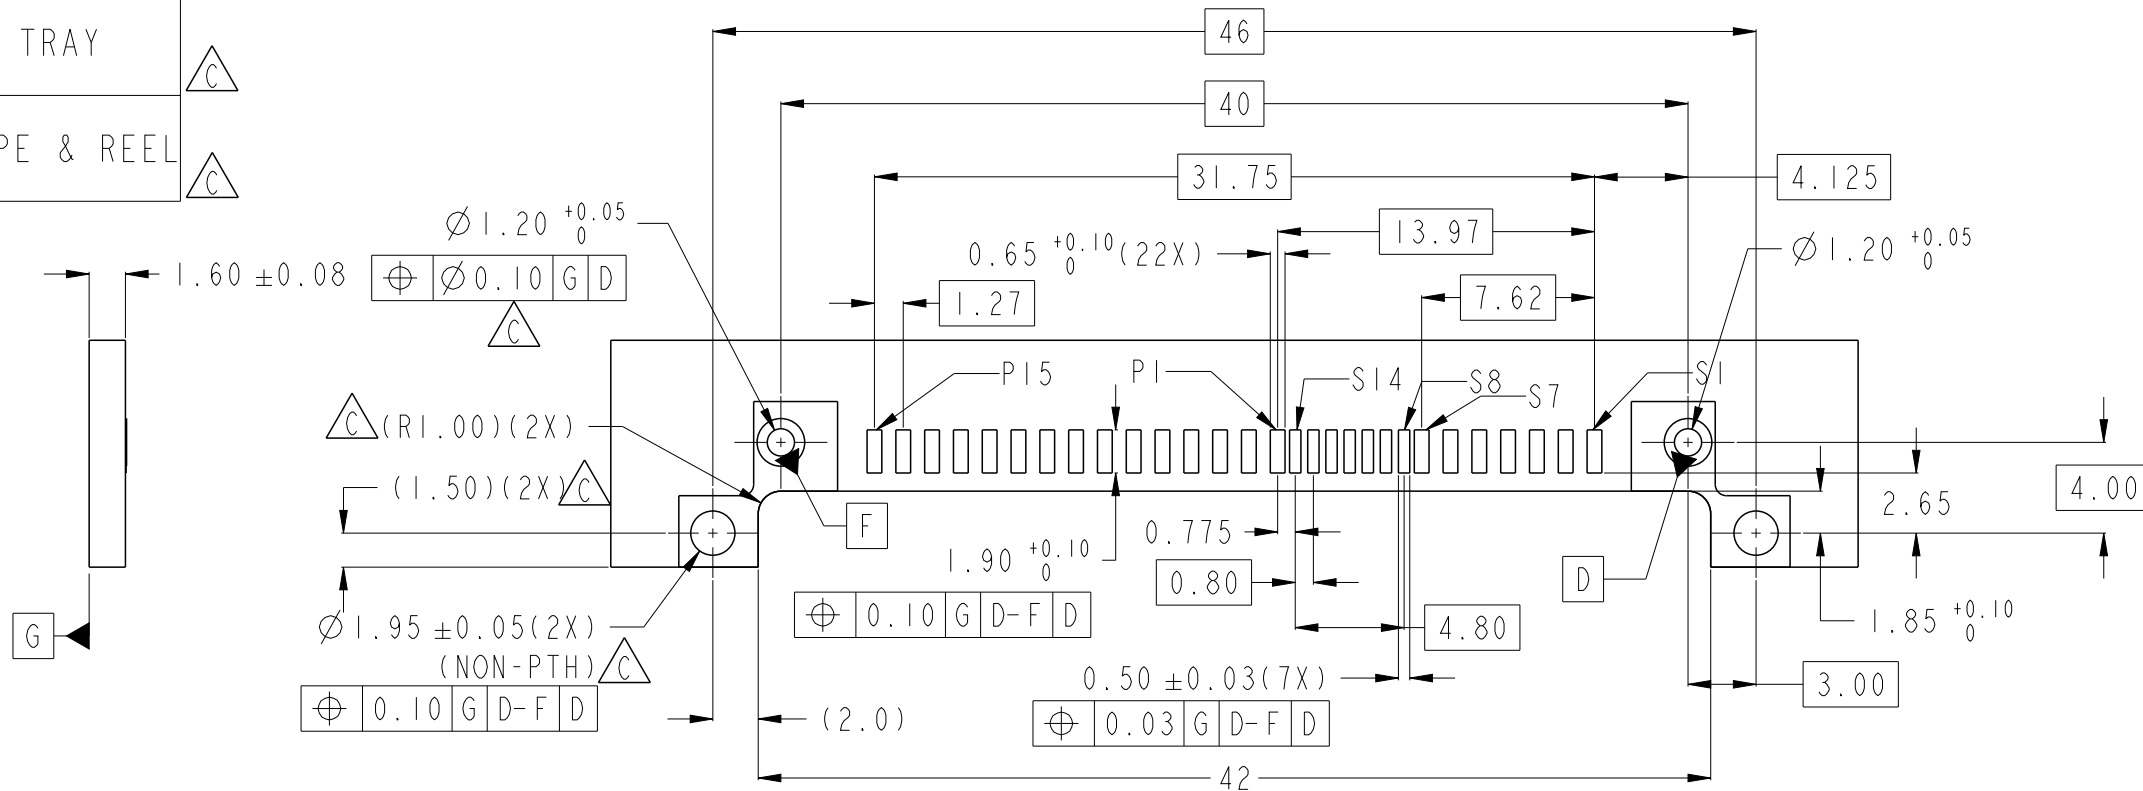 TRAY
C
PE & REEL
C
46
40
31.75
4.125
Ø1.20 +0.05 0
13.97
0.65 +0.10 0 (22X)
Ø1.20 +0.05 0
1.60 ±0.08
Ø0.10 G D
1.27
7.62
C
P15
P1
S14
S8
S7
S1
C (R1.00)(2X)
(1.50)(2X) C
F
0.775
2.65
4.00
1.90 +0.10 0
0.80
D
0.10 G D-F D
G
Ø1.95 ±0.05(2X)
(NON-PTH) C
4.80
1.85 +0.10 0
0.50 ±0.03(7X)
3.00
0.10 G D-F D
(2.0)
0.03 G D-F D
42